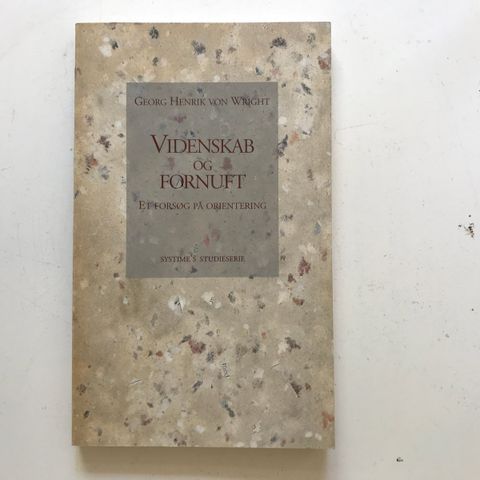 Georg Henrik von Wright
Videnskab
og
fornuft
Et forsøg på orientering
systime's studieserie